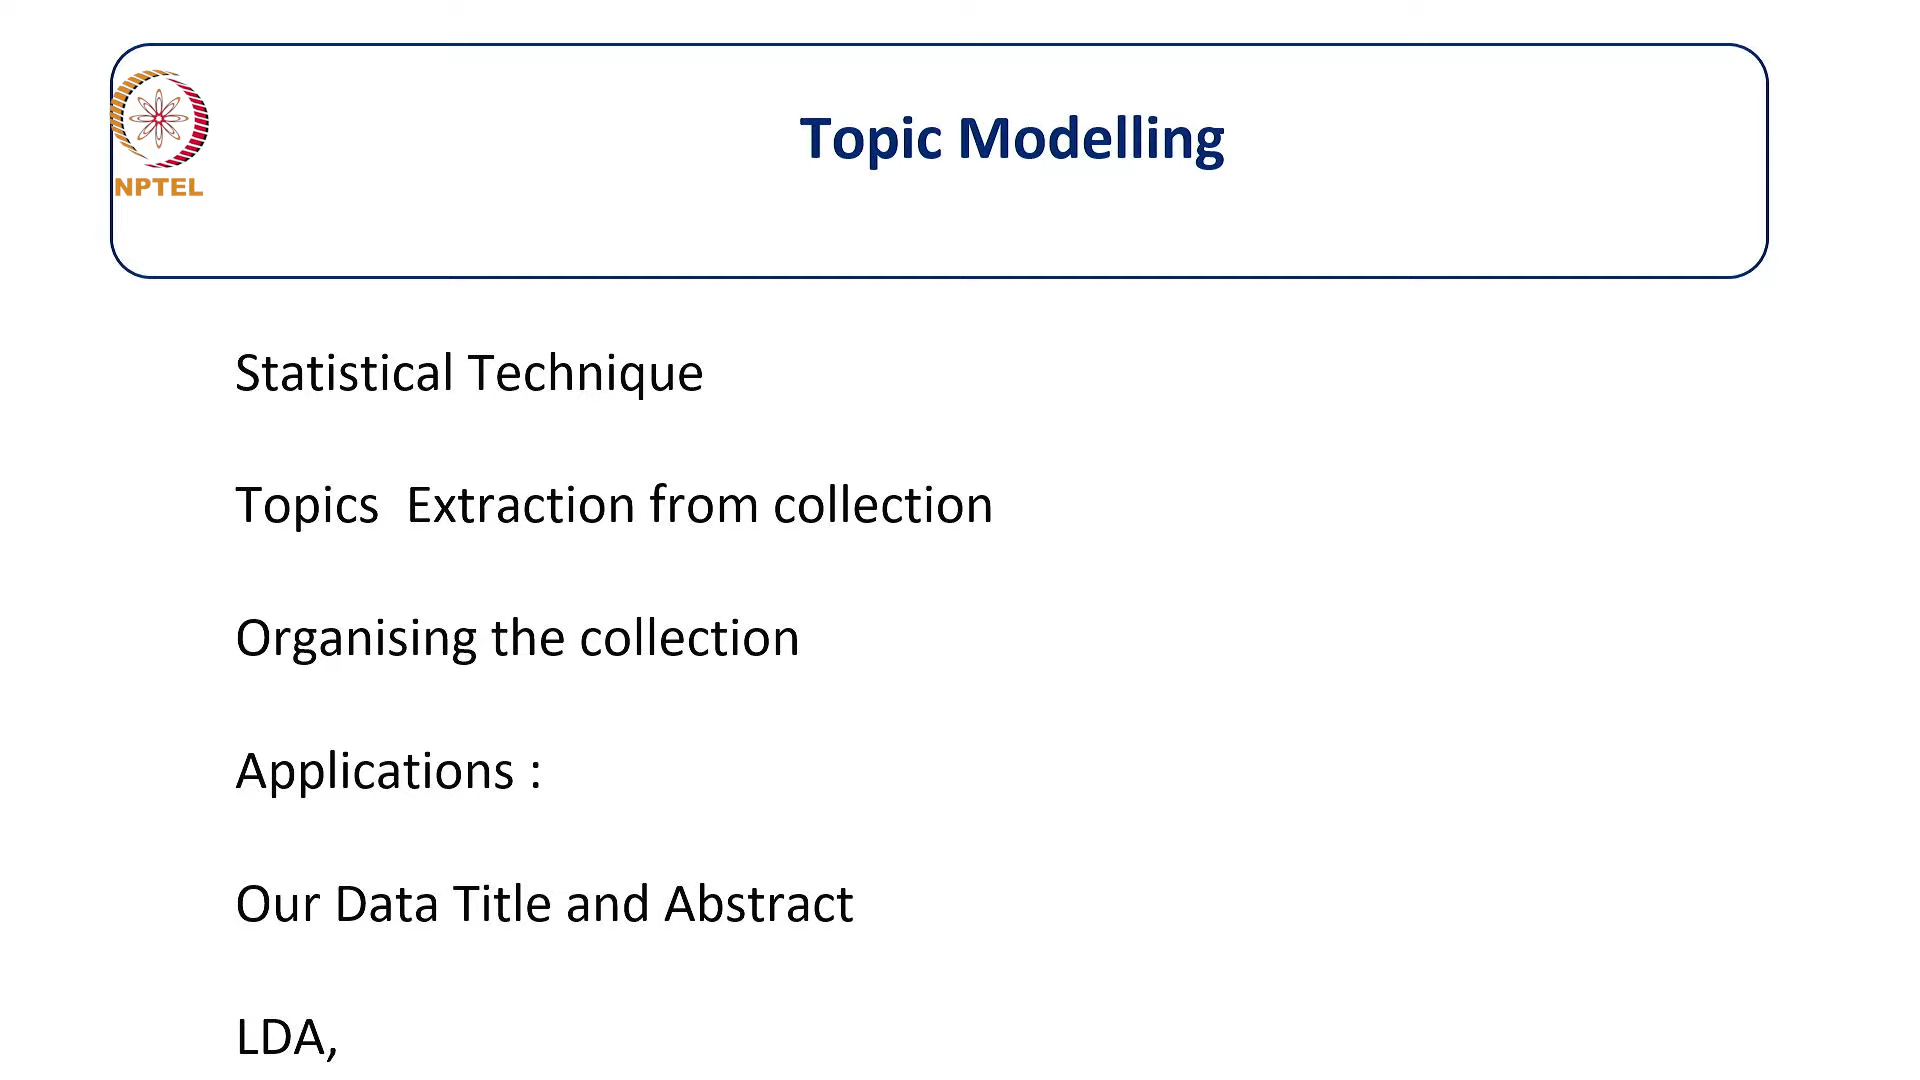 NPTEL
Topic Modelling
Statistical Technique
Topics  Extraction from collection
Organising the collection
Applications :
Our Data Title and Abstract
LDA,